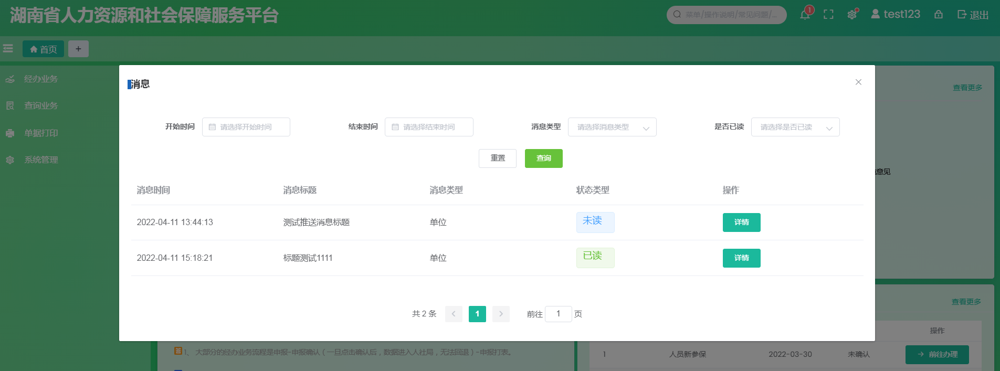 湖南省人力资源和社会保障服务平台
菜单/操作说明/常见问题/...
1
test123
退出
首页
+
经办业务
查询业务
单据打印
系统管理
查看更多
消息
开始时间 请选择开始时间 结束时间 请选择结束时间 消息类型 请选择消息类型 是否已读 请选择是否已读
重置 查询
意见
消息时间 消息标题 消息类型 状态类型 操作
2022-04-11 13:44:13 测试推送消息标题 单位 未读 详情
2022-04-11 15:18:21 标题测试1111 单位 已读 详情
共 2 条 1 前往 1 页
查看更多
操作
答 1、大部分的经办业务流程是申报-申报确认（一旦点击确认后，数据进入人社局，无法回退）-申报打表。
1 人员新参保 2022-03-30 未确认 前往办理